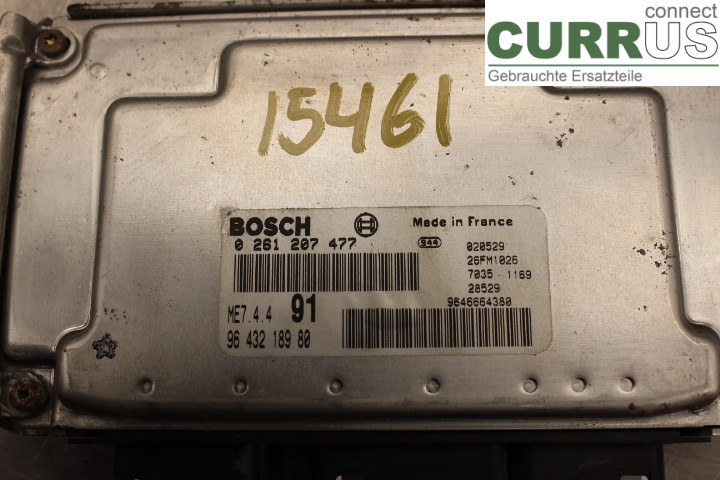 connect
CURRUS
Gebrauchte Ersatzteile
15461
BOSCH
Made in France
0 261 207 477
S44
020529
26FM1026
7035 · 1169
28529
9646664380
ME7.4.4 91
96 432 189 80